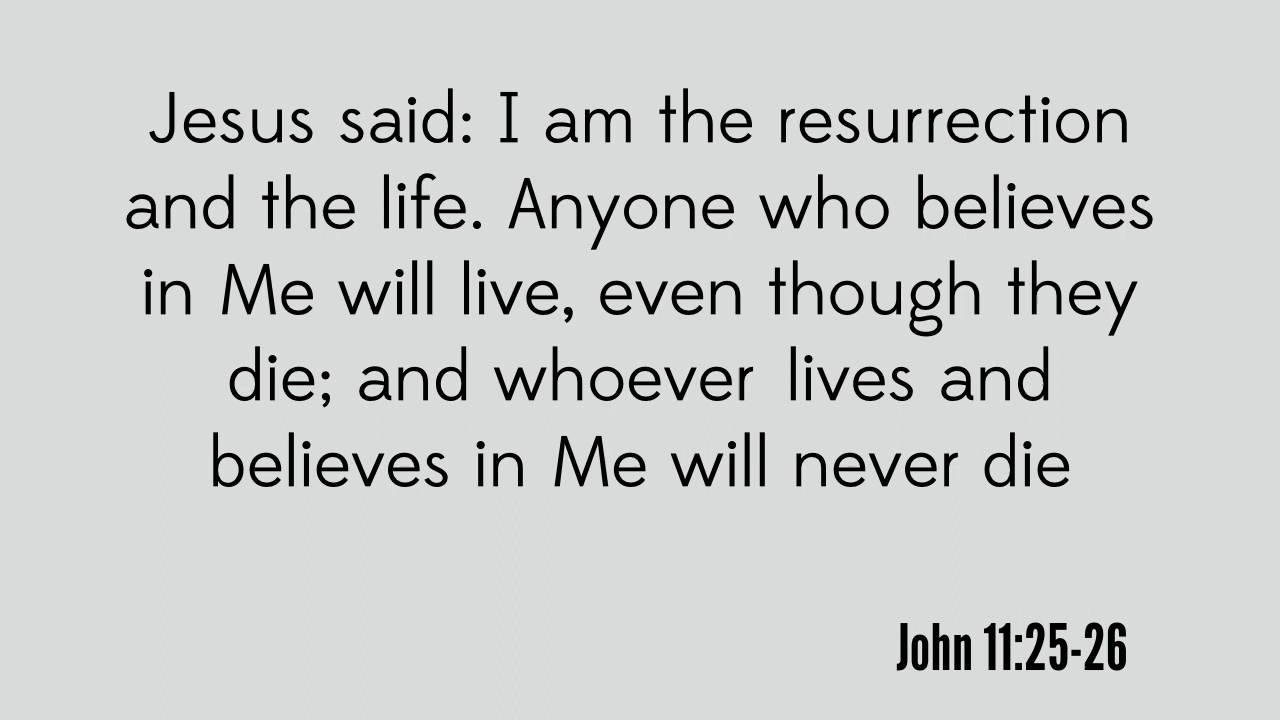 Jesus said: I am the resurrection
and the life. Anyone who believes
in Me will live, even though they
die; and whoever lives and
believes in Me will never die
John 11:25-26